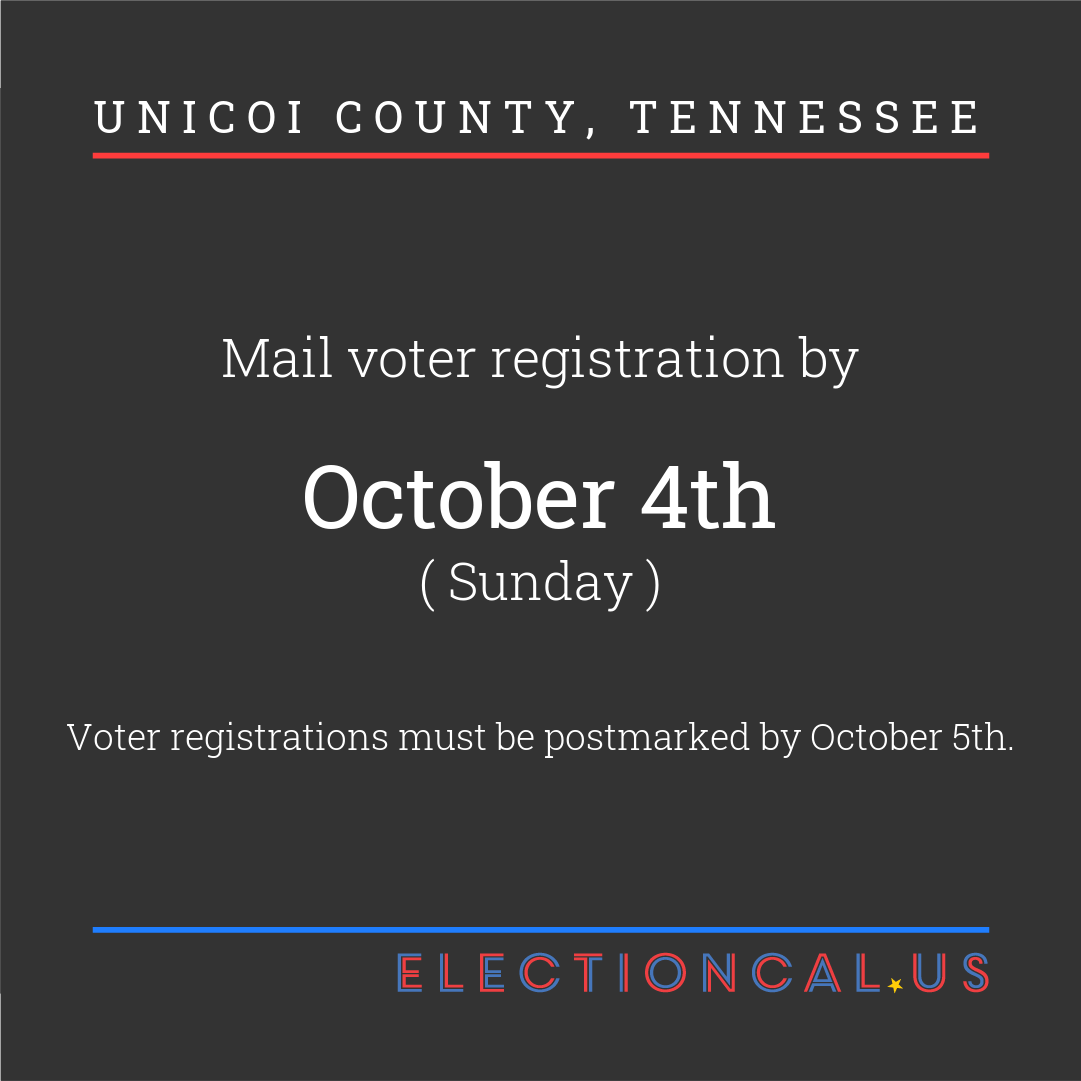 UNICOI COUNTY, TENNESSEE
Mail voter registration by
October 4th
( Sunday )
Voter registrations must be postmarked by October 5th.
ELECTIONCAL.US